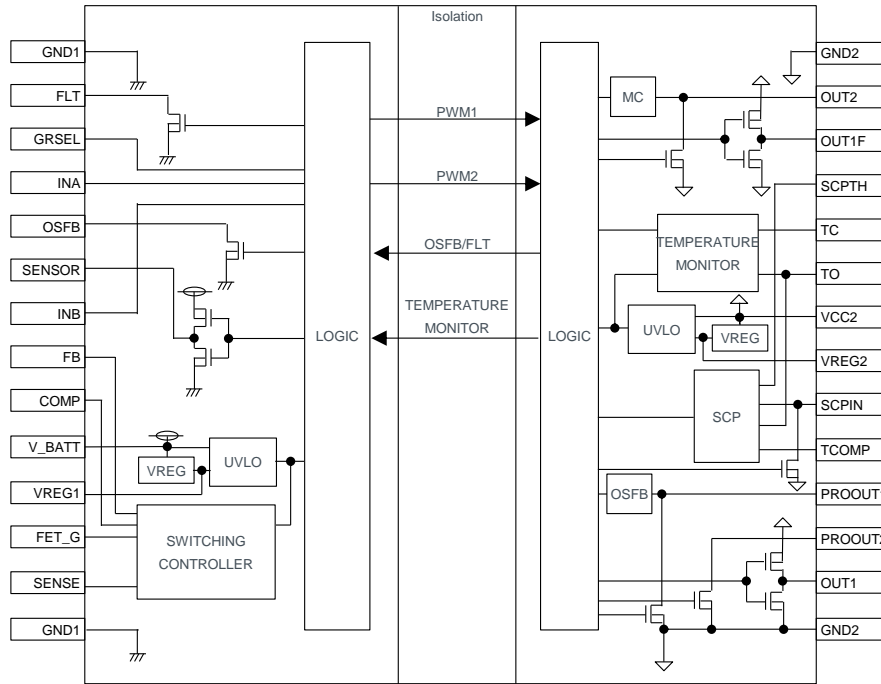 Isolation
GND1
FLT
GRSEL
INA
OSFB
SENSOR
INB
FB
COMP
V_BATT
VREG1
FET_G
SENSE
GND1
VREG
UVLO
SWITCHING
CONTROLLER
LOGIC
PWM1
PWM2
OSFB/FLT
TEMPERATURE
MONITOR
LOGIC
MC
TEMPERATURE
MONITOR
UVLO
VREG
SCP
OSFB
GND2
OUT2
OUT1F
SCPTH
TC
TO
VCC2
VREG2
SCPIN
TCOMP
PROOUT1
PROOUT2
OUT1
GND2